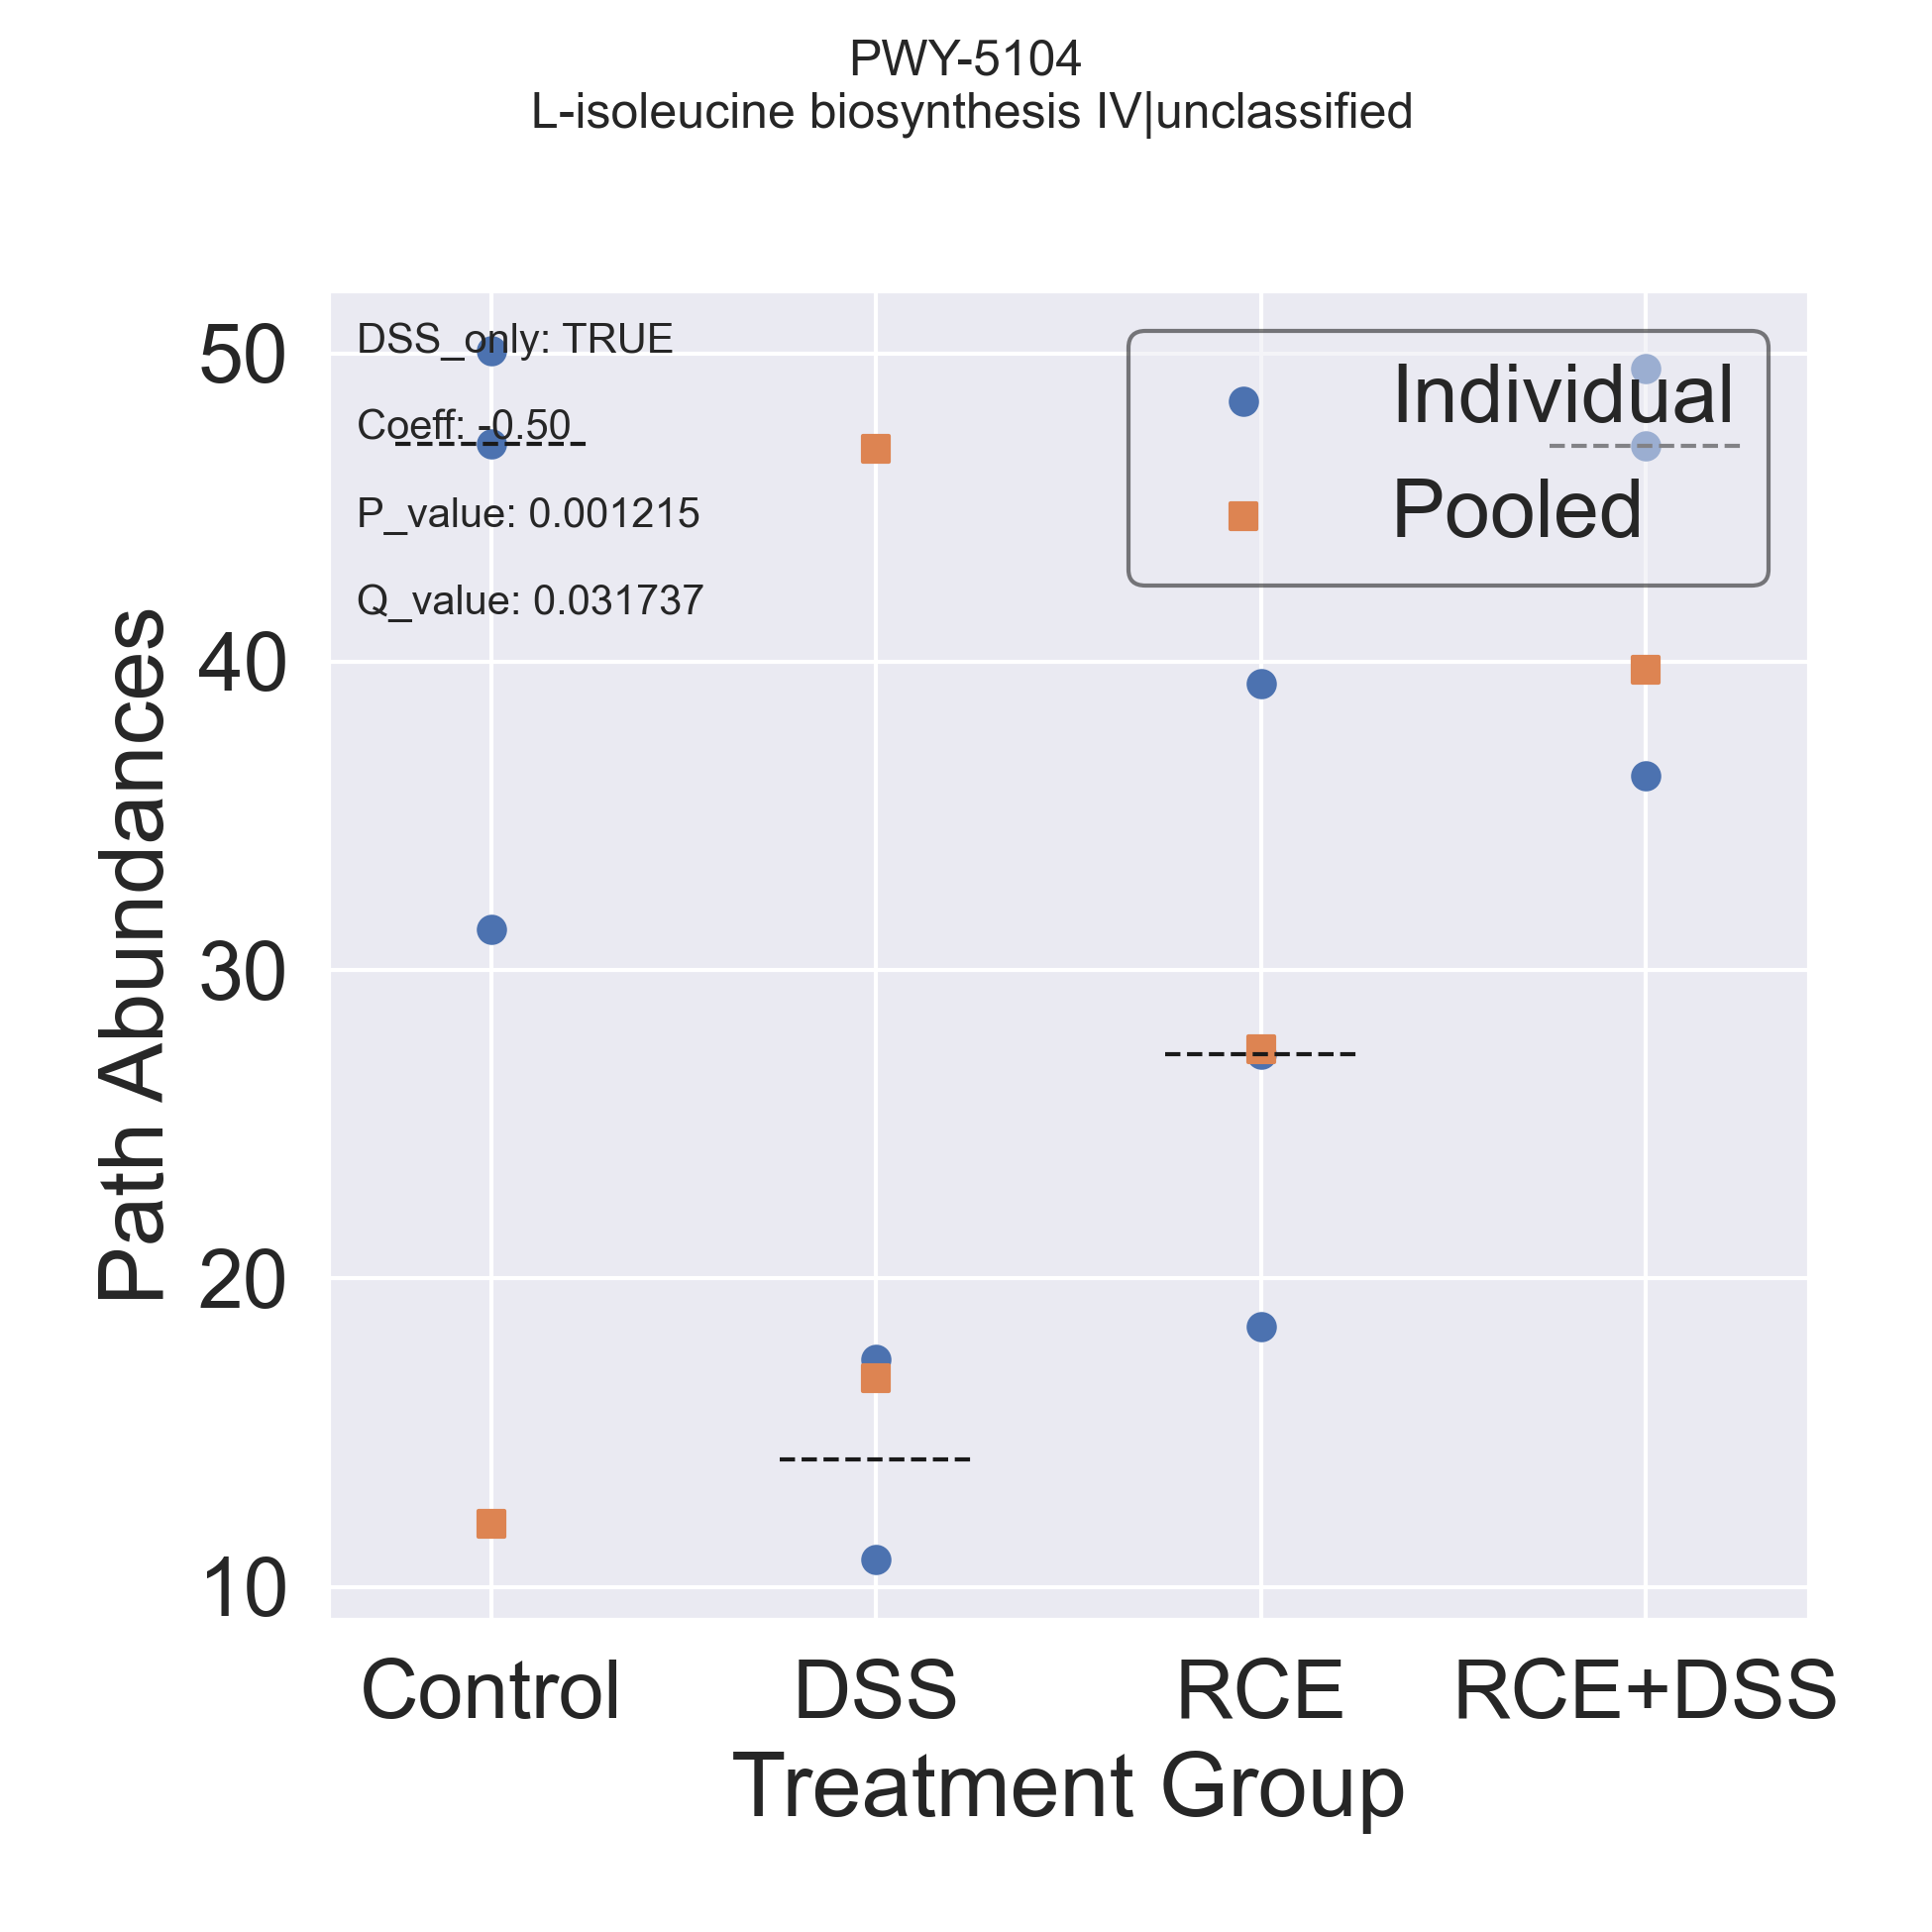 PWY-5104
L-isoleucine biosynthesis IV|unclassified
DSS_only: TRUE
Coeff: -0.50
P_value: 0.001215
Q_value: 0.031737
Individual
Pooled
Path Abundances
50
40
30
20
10
Control DSS RCE RCE+DSS
Treatment Group